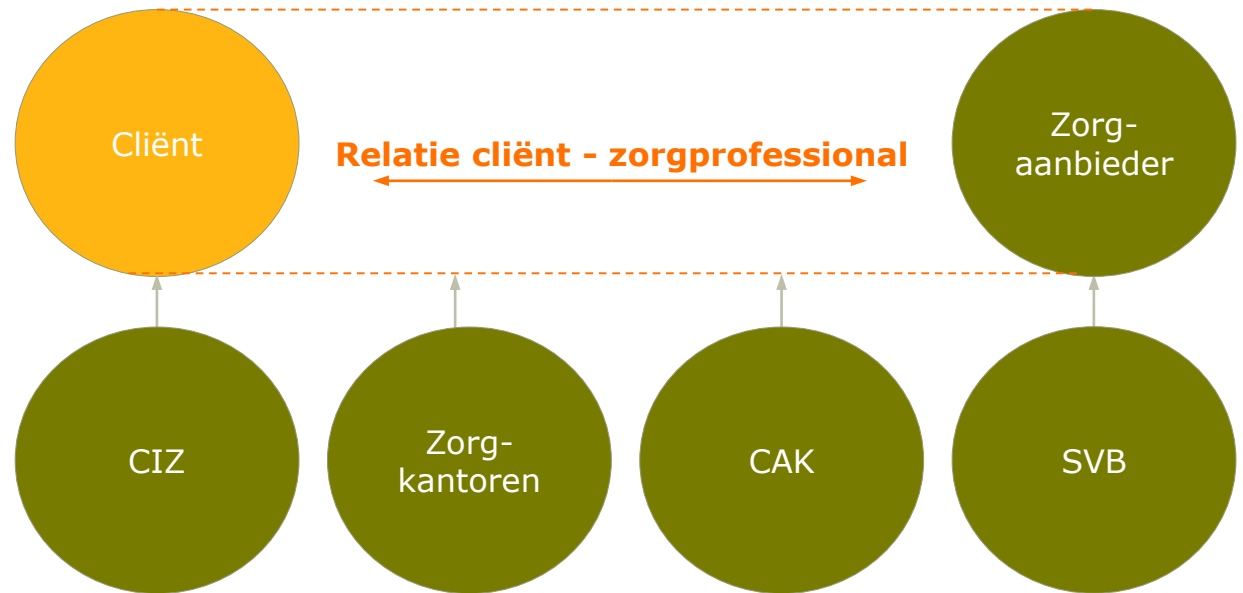 Cliënt
Relatie cliënt - zorgprofessional
Zorg-
aanbieder
CIZ
Zorg-
kantoren
CAK
SVB